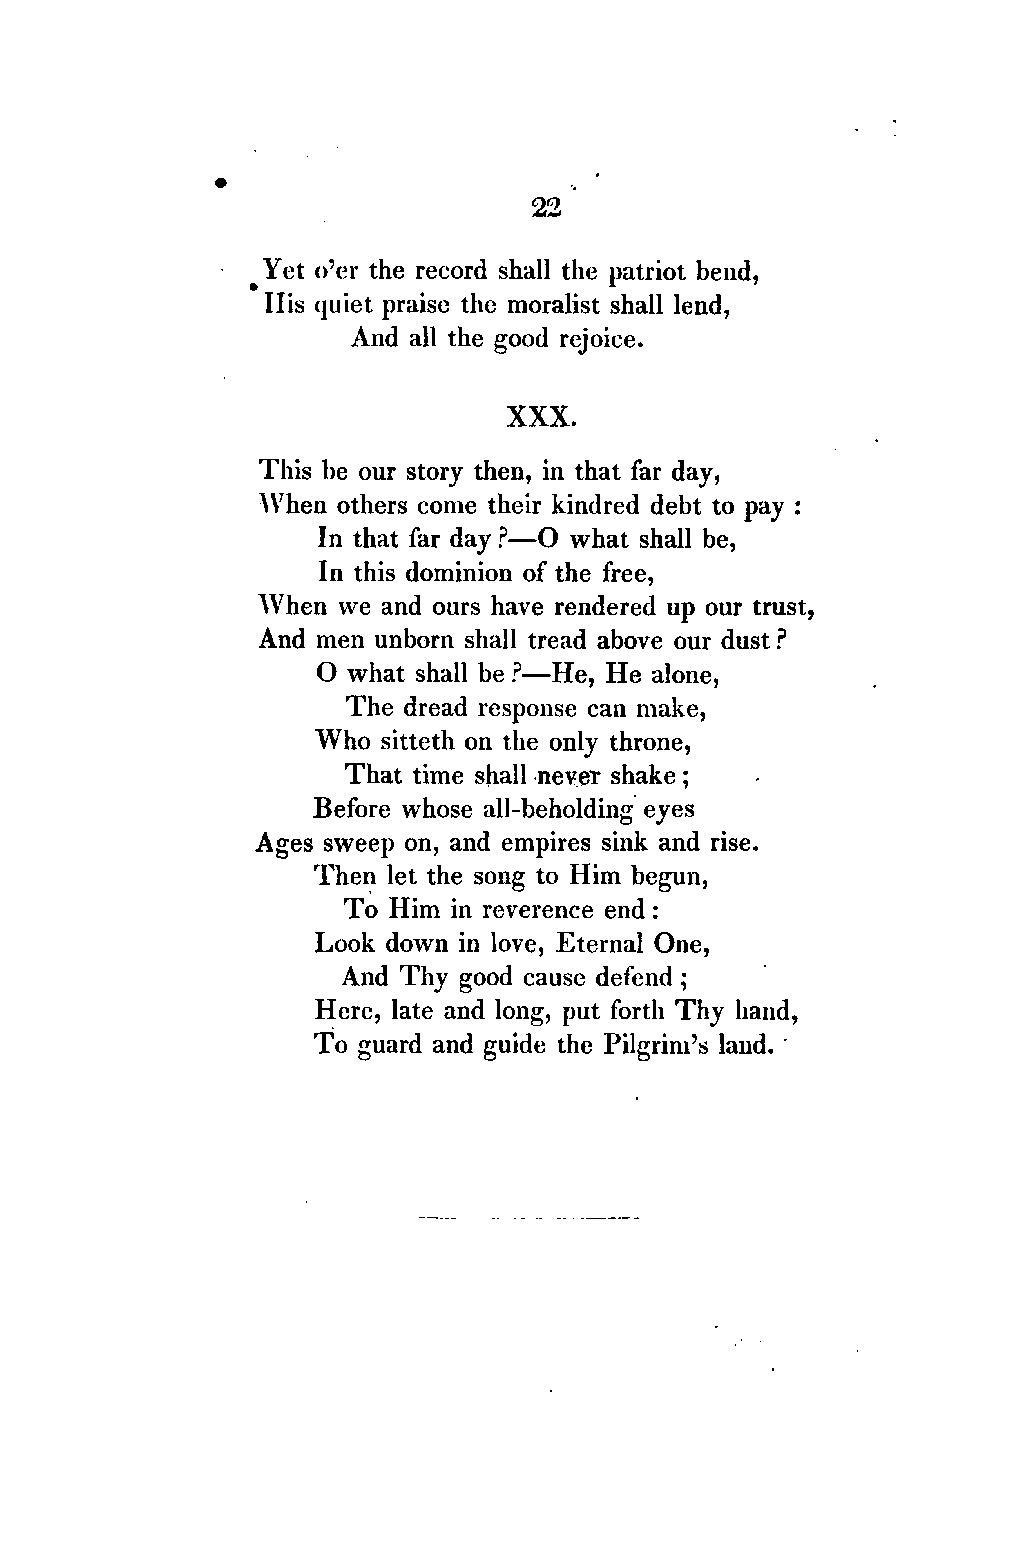 22
Yet o'er the record shall the patriot bend,
His quiet praise the moralist shall lend,
And all the good rejoice.
XXX.
This be our story then, in that far day,
When others come their kindred debt to pay :
In that far day ?—O what shall be,
In this dominion of the free,
When we and ours have rendered up our trust,
And men unborn shall tread above our dust ?
O what shall be ?—He, He alone,
The dread response can make,
Who sitteth on the only throne,
That time shall never shake ;
Before whose all-beholding eyes
Ages sweep on, and empires sink and rise.
Then let the song to Him begun,
To Him in reverence end :
Look down in love, Eternal One,
And Thy good cause defend ;
Here, late and long, put forth Thy hand,
To guard and guide the Pilgrim's land.